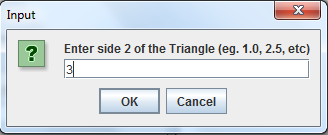 Input
Enter side 2 of the Triangle (eg. 1.0, 2.5, etc)
3
OK Cancel